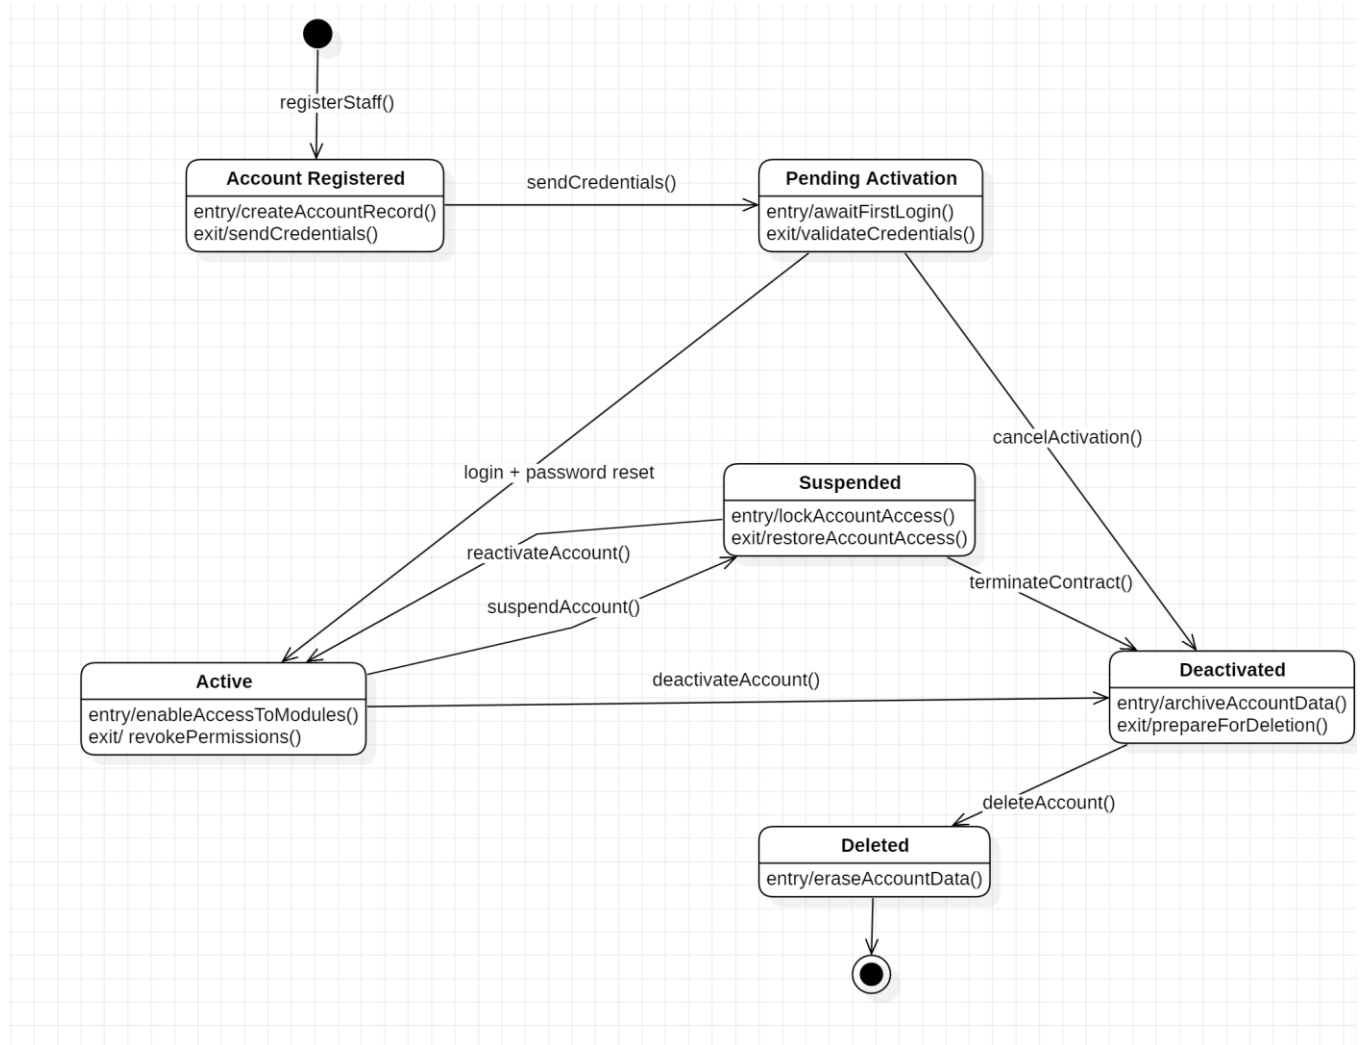 registerStaff()
Account Registered
entry/createAccountRecord()
exit/sendCredentials()
sendCredentials()
Pending Activation
entry/awaitFirstLogin()
exit/validateCredentials()
cancelActivation()
login + password reset
Suspended
entry/lockAccountAccess()
exit/restoreAccountAccess()
reactivateAccount()
terminateContract()
suspendAccount()
Active
entry/enableAccessToModules()
exit/ revokePermissions()
deactivateAccount()
Deactivated
entry/archiveAccountData()
exit/prepareForDeletion()
deleteAccount()
Deleted
entry/eraseAccountData()